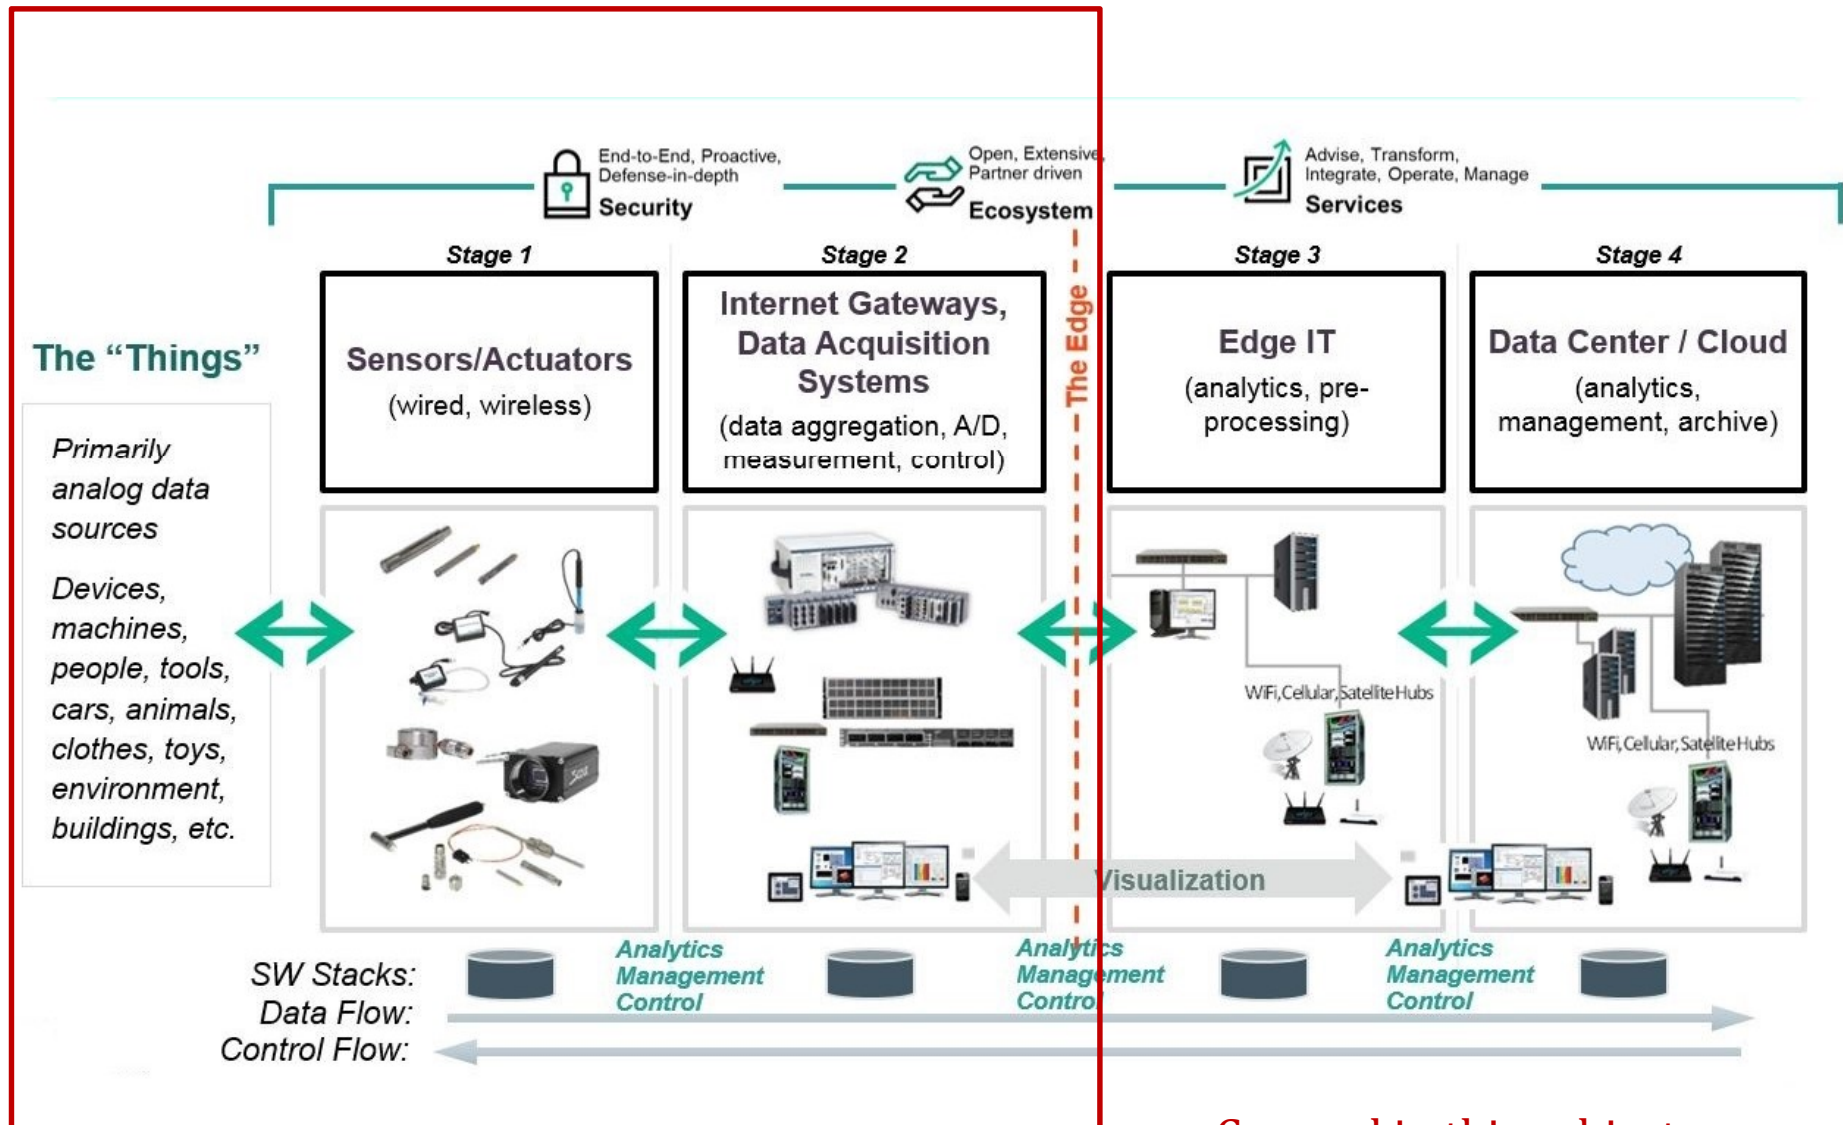 End-to-End, Proactive,
Defense-in-depth
Security
Open, Extensive,
Partner driven
Ecosystem
Advise, Transform,
Integrate, Operate, Manage
Services
The "Things"
Primarily
analog data
sources
Devices,
machines,
people, tools,
cars, animals,
clothes, toys,
environment,
buildings, etc.
Stage 1
Sensors/Actuators
(wired, wireless)
Stage 2
Internet Gateways,
Data Acquisition
Systems
(data aggregation, A/D,
measurement, control)
The Edge
Stage 3
Edge IT
(analytics, pre-
processing)
WiFi, Cellular, Satellite Hubs
Stage 4
Data Center / Cloud
(analytics,
management, archive)
WiFi, Cellular, Satellite Hubs
Visualization
SW Stacks:
Analytics
Management
Control
Analytics
Management
Control
Analytics
Management
Control
Data Flow:
Control Flow:
in this subject